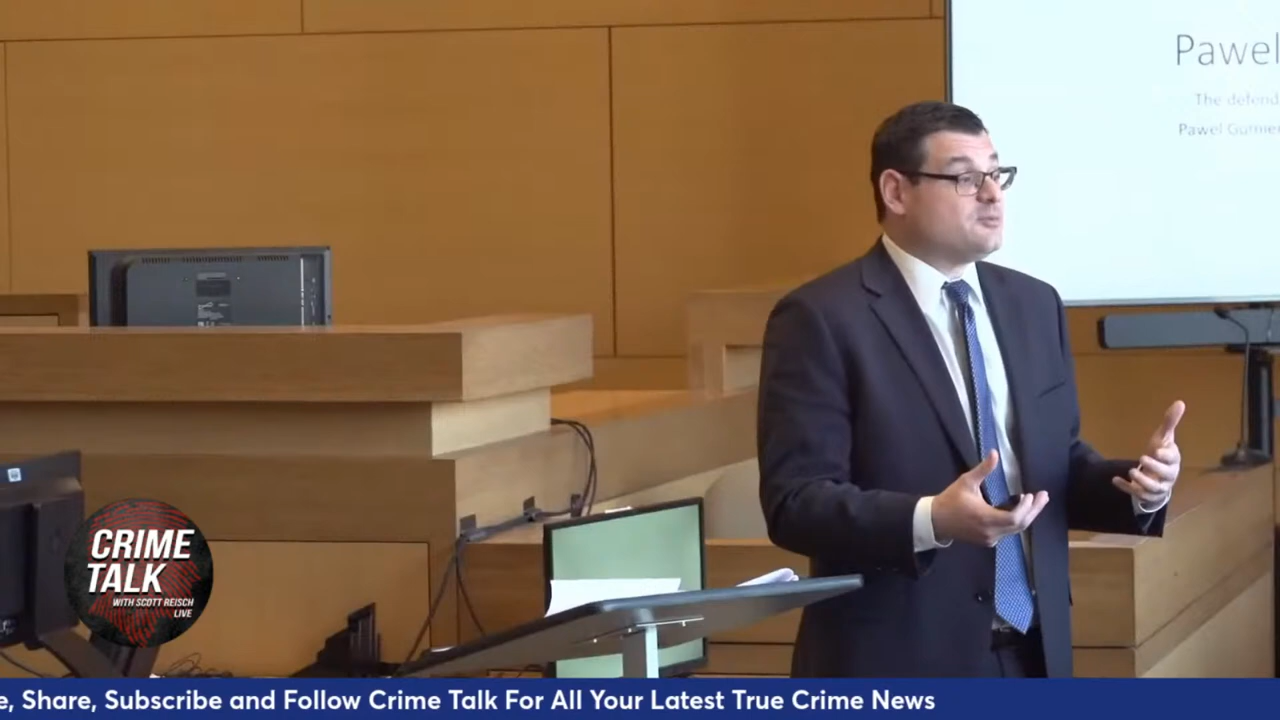 Pawel
The defend
Pawel
CRIME
TALK
WITH SCOTT REISCH
LIVE
e, Share, Subscribe and Follow Crime Talk For All Your Latest True Crime News